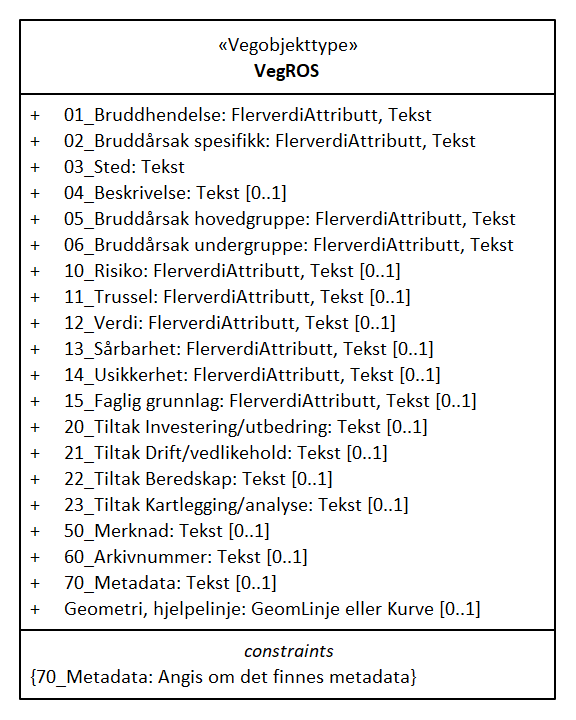 «Vegobjekttype»
VegROS
+ 01_Bruddhendelse: FlerverdiAttributt, Tekst
+ 02_Bruddårsak spesifikk: FlerverdiAttributt, Tekst
+ 03_Sted: Tekst
+ 04_Beskrivelse: Tekst [0..1]
+ 05_Bruddårsak hovedgruppe: FlerverdiAttributt, Tekst
+ 06_Bruddårsak undergruppe: FlerverdiAttributt, Tekst
+ 10_Risiko: FlerverdiAttributt, Tekst [0..1]
+ 11_Trussel: FlerverdiAttributt, Tekst [0..1]
+ 12_Verdi: FlerverdiAttributt, Tekst [0..1]
+ 13_Sårbarhet: FlerverdiAttributt, Tekst [0..1]
+ 14_Usikkerhet: FlerverdiAttributt, Tekst [0..1]
+ 15_Faglig grunnlag: FlerverdiAttributt, Tekst [0..1]
+ 20_Tiltak Investering/utbedring: Tekst [0..1]
+ 21_Tiltak Drift/vedlikehold: Tekst [0..1]
+ 22_Tiltak Beredskap: Tekst [0..1]
+ 23_Tiltak Kartlegging/analyse: Tekst [0..1]
+ 50_Merknad: Tekst [0..1]
+ 60_Arkivnummer: Tekst [0..1]
+ 70_Metadata: Tekst [0..1]
+ Geometri, hjelpelinje: GeomLinje eller Kurve [0..1]
constraints
{70_Metadata: Angis om det finnes metadata}